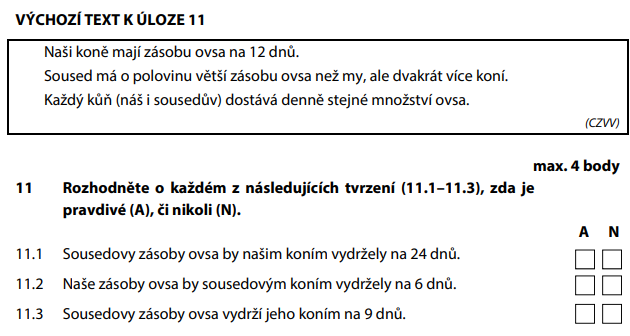 VÝCHOZÍ TEXT K ÚLOZE 11
Naši koně mají zásobu ovsa na 12 dnů.
Soused má o polovinu větší zásobu ovsa než my, ale dvakrát více koní.
Každý kůň (náš i sousedův) dostává denně stejné množství ovsa.
(CZVV)
max. 4 body
11 Rozhodněte o každém z následujících tvrzení (11.1–11.3), zda je
pravdivé (A), či nikoli (N).
A N
11.1 Sousedovy zásoby ovsa by našim koním vydržely na 24 dnů.
11.2 Naše zásoby ovsa by sousedovým koním vydržely na 6 dnů.
11.3 Sousedovy zásoby ovsa vydrží jeho koním na 9 dnů.